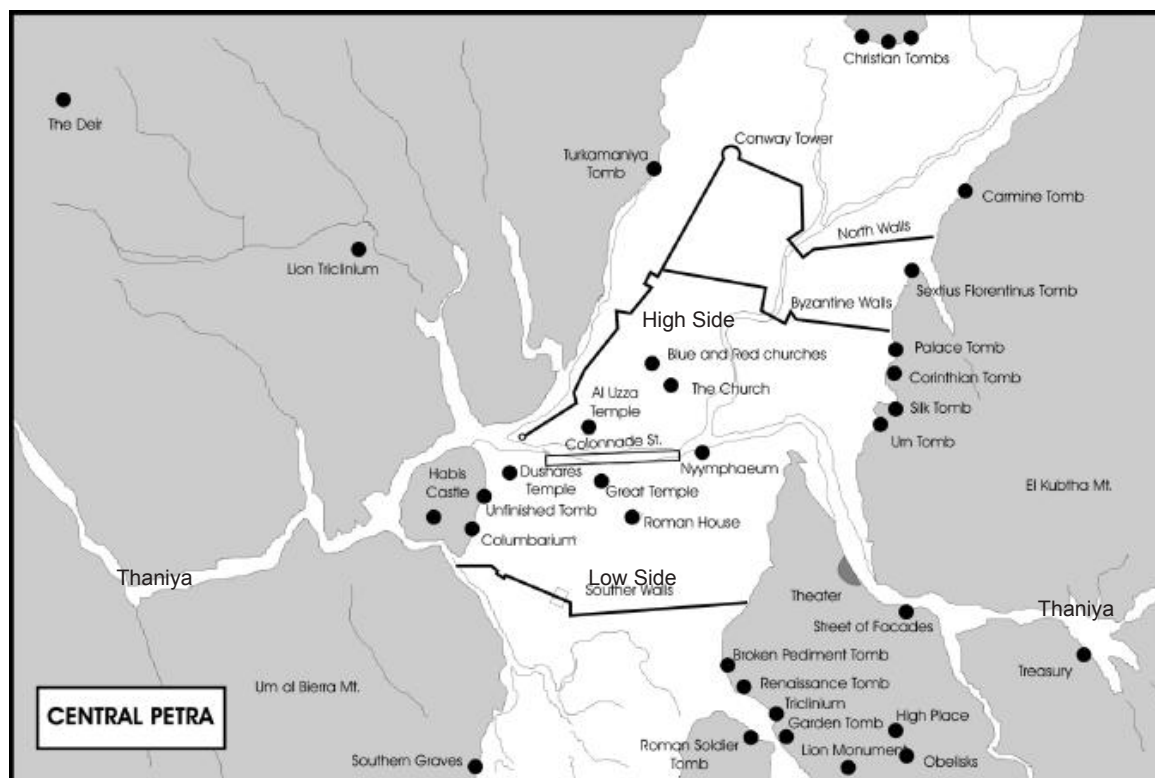 Christian Tombs
The Deir
Conway Tower
Turkamaniya
Tomb
Carmine Tomb
North Walls
Lion Triclinium
Sextius Florentinus Tomb
Byzantine Walls
High Side
Palace Tomb
Blue and Red churches
Corinthian Tomb
The Church
Al Uzza
Temple
Silk Tomb
Urn Tomb
Colonnade St.
Nyymphaeum
Habis
Castle
Dushares
Temple
Great Temple
El Kubtha Mt.
Unfinished Tomb
Roman House
Columbarium
Thaniya
Low Side
Souther Walls
Theater
Thaniya
Street of Facades
Broken Pediment Tomb
Treasury
Um al Bierra Mt.
Renaissance Tomb
Triclinium
High Place
Garden Tomb
CENTRAL PETRA
Roman Soldier
Tomb
Lion Monument
Obelisks
Southern Graves